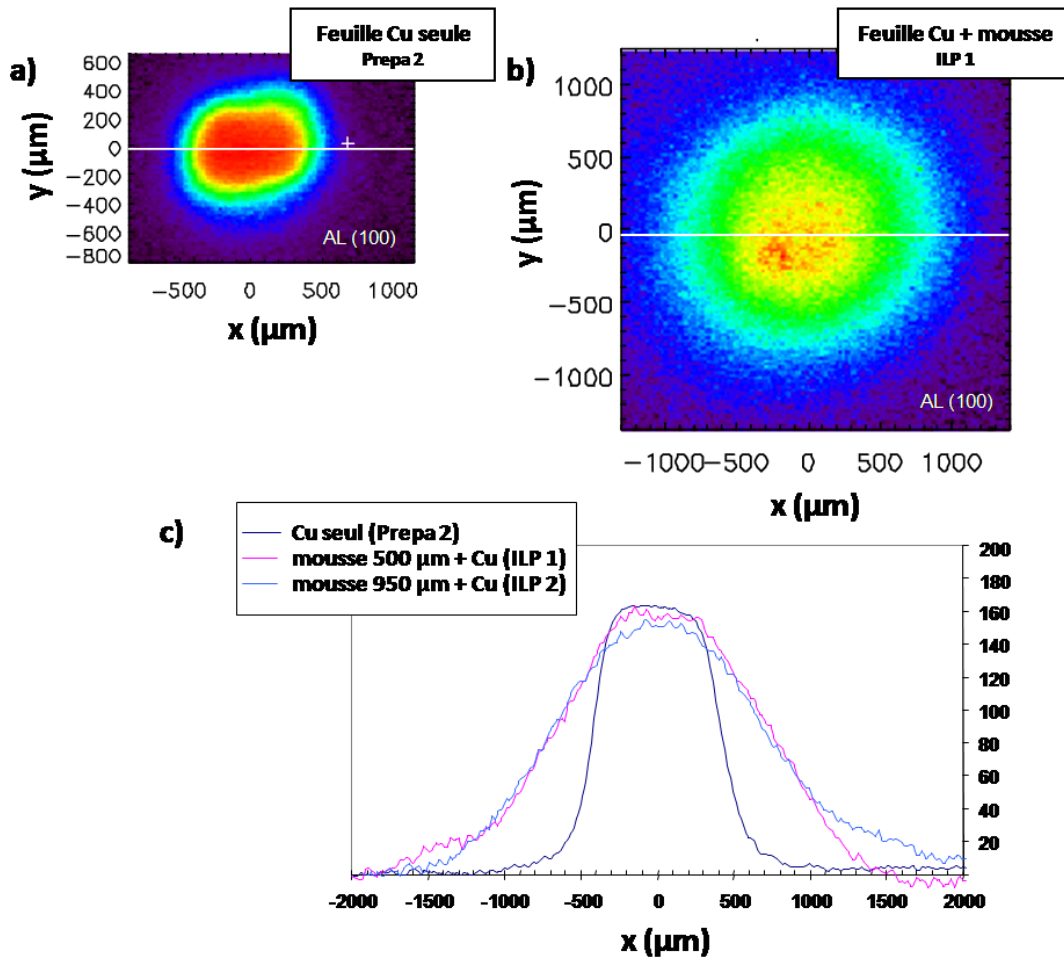 a)
Feuille Cu seule
Prepa 2
600
400
200
0
-200
-400
-600
-800
y (µm)
AL (100)
-500 0 500 1000
x (µm)
b)
Feuille Cu + mousse
ILP 1
1000
500
0
-500
-1000
y (µm)
AL (100)
-1000-500 0 500 1000
x (µm)
c)
Cu seul (Prepa 2)
mousse 500 µm + Cu (ILP 1)
mousse 950 µm + Cu (ILP 2)
200
180
160
140
120
100
80
60
40
20
-2000 -1500 -1000 -500 0 500 1000 1500 2000
x (µm)